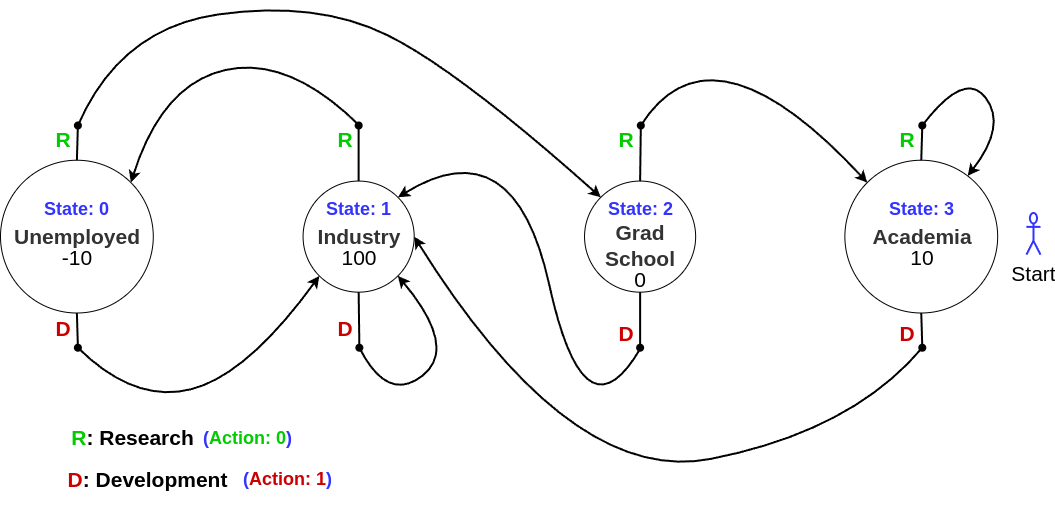 R
R
R
R
State: 0
Unemployed
-10
State: 1
Industry
100
State: 2
Grad
School
0
State: 3
Academia
10
Start
D
D
D
D
R: Research (Action: 0)
D: Development (Action: 1)